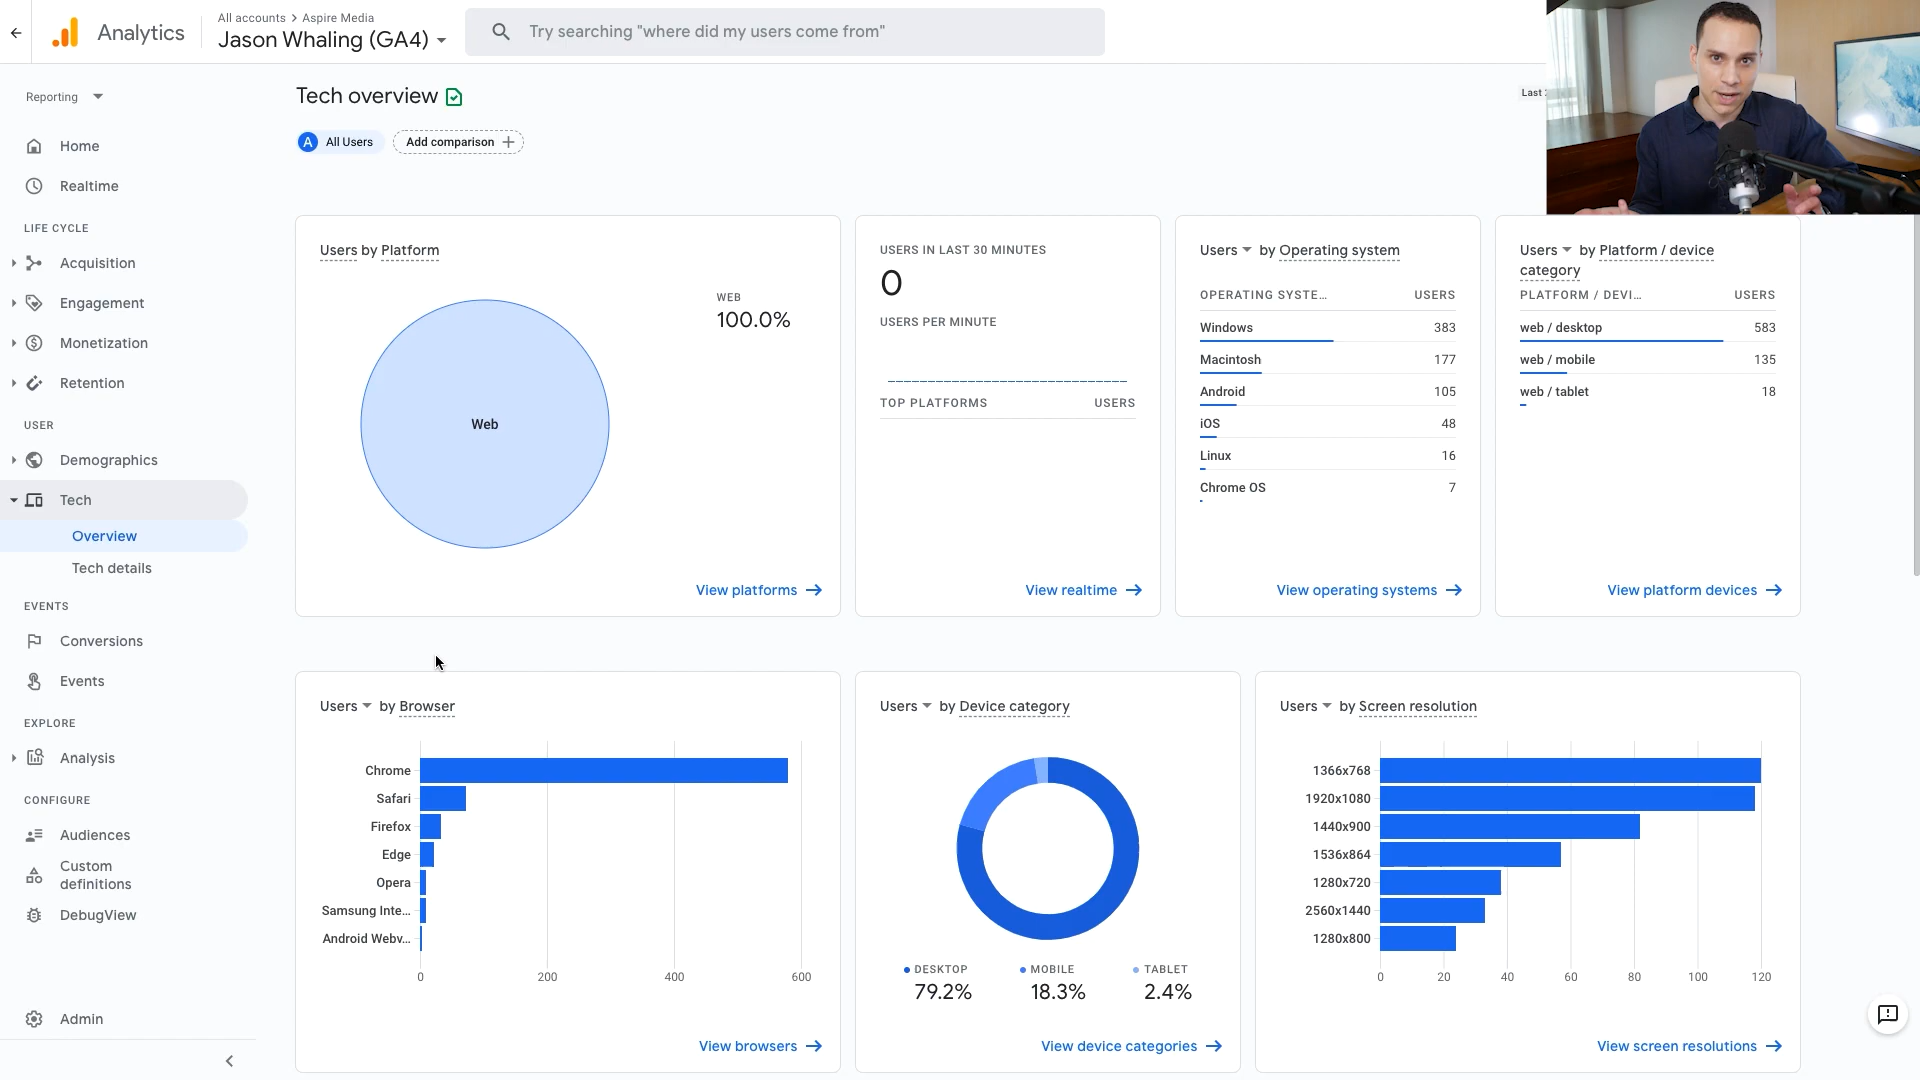 Analytics
All accounts > Aspire Media
Jason Whaling (GA4)
Try searching "where did my users come from"
Reporting
Home
Realtime
LIFE CYCLE
Acquisition
Engagement
Monetization
Retention
USER
Demographics
Tech
Overview
Tech details
EVENTS
Conversions
Events
EXPLORE
Analysis
CONFIGURE
Audiences
Custom
definitions
DebugView
Admin
Tech overview
Last
A All Users
Add comparison +
Users by Platform
WEB
100.0%
Web
View platforms
USERS IN LAST 30 MINUTES
0
USERS PER MINUTE
TOP PLATFORMS USERS
View realtime
Users by Operating system
OPERATING SYSTE... USERS
Windows 383
Macintosh 177
Android 105
iOS 48
Linux 16
Chrome OS 7
View operating systems
Users by Platform / device
category
PLATFORM / DEVI... USERS
web / desktop 583
web / mobile 135
web / tablet 18
View platform devices
Users by Browser
Chrome
Safari
Firefox
Edge
Opera
Samsung Inte...
Android Webv...
0 200 400 600
View browsers
Users by Device category
DESKTOP MOBILE TABLET
79.2% 18.3% 2.4%
View device categories
Users by Screen resolution
1366x768
1920x1080
1440x900
1536x864
1280x720
2560x1440
1280x800
0 20 40 60 80 100 120
View screen resolutions